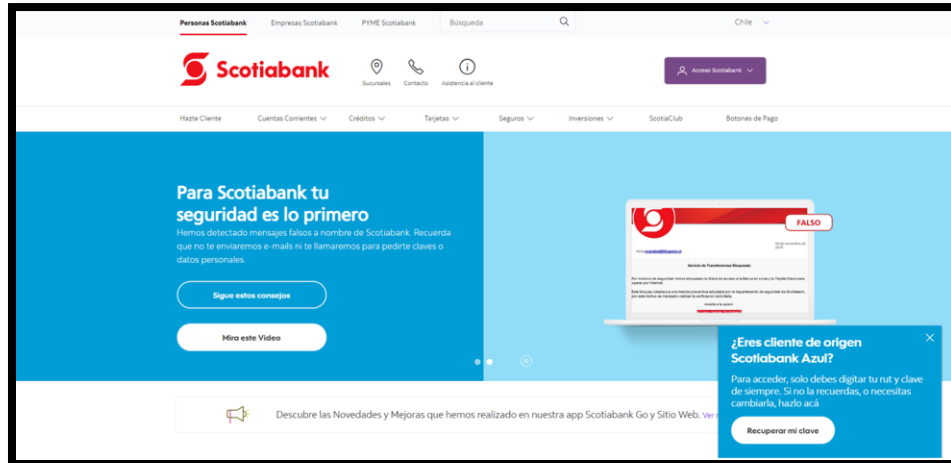 Personas Scotiabank
Empresas Scotiabank
PYME Scotiabank
Búsqueda
Chile
Scotiabank
Sucursales
Contacto
Asistencia al cliente
Acceso Scotiabank
Hazte Cliente
Cuentas Corrientes
Créditos
Tarjetas
Seguros
Inversiones
ScotiaClub
Botones de Pago
Para Scotiabank tu
seguridad es lo primero
Hemos detectado mensajes falsos a nombre de Scotiabank. Recuerda
que no te enviaremos e-mails ni te llamaremos para pedirte claves o
datos personales.
Sigue estos consejos
Mira este Video
FALSO
Servicio de Transferencias Bloqueado
¿Eres cliente de origen
Scotiabank Azul?
Para acceder, solo debes digitar tu rut y clave
de siempre. Si no la recuerdas, o necesitas
cambiarla, hazlo acá
Recuperar mi clave
Descubre las Novedades y Mejoras que hemos realizado en nuestra app Scotiabank Go y Sitio Web. Ver